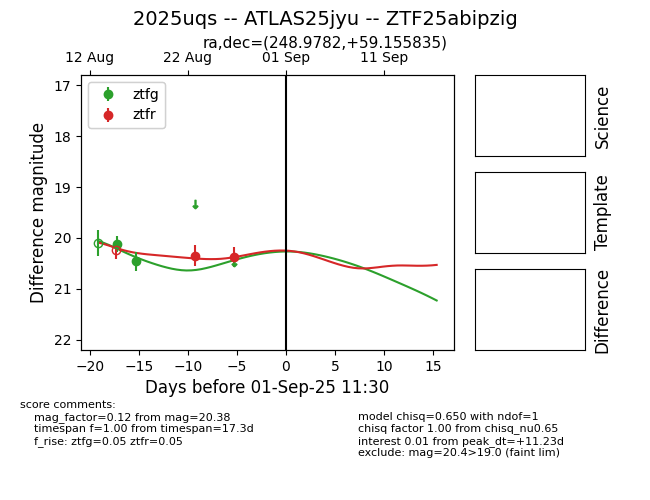 2025uqs -- ATLAS25jyu -- ZTF25abipzig
ra,dec=(248.9782,+59.155835)
12 Aug 22 Aug 01 Sep 11 Sep
ztfg
ztfr
17
18
19
20
21
22
Difference magnitude
−20 −15 −10 −5 0 5 10 15
Days before 01-Sep-25 11:30
Science
Template
Difference
score comments:
mag_factor=0.12 from mag=20.38
timespan f=1.00 from timespan=17.3d
f_rise: ztfg=0.05 ztfr=0.05
model chisq=0.650 with ndof=1
chisq factor 1.00 from chisq_nu0.65
interest 0.01 from peak_dt=+11.23d
exclude: mag=20.4>19.0 (faint lim)